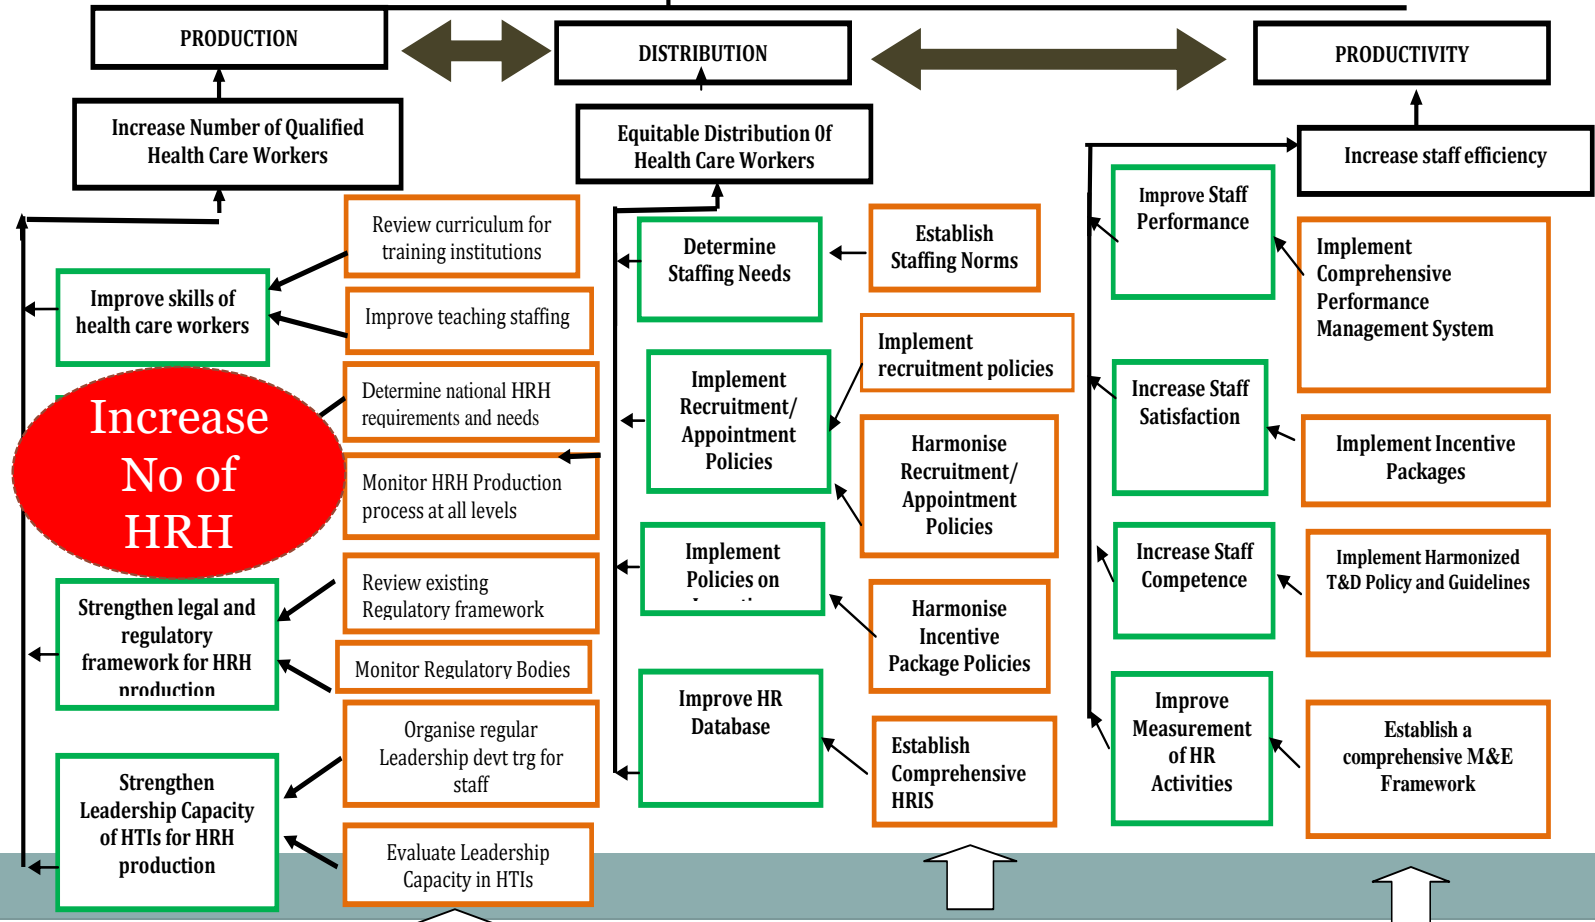 PRODUCTION
Increase Number of Qualified
Health Care Workers
Review curriculum for
training institutions
Improve skills of
health care workers
Improve teaching staffing
Determine national HRH
requirements and needs
Increase
No of
HRH
Monitor HRH Production
process at all levels
Strengthen legal and
regulatory
framework for HRH
production
Review existing
Regulatory framework
Monitor Regulatory Bodies
Organise regular
Leadership devt trg for
staff
Strengthen
Leadership Capacity
of HTIs for HRH
production
Evaluate Leadership
Capacity in HTIs
DISTRIBUTION
Equitable Distribution Of
Health Care Workers
Determine
Staffing Needs
Establish
Staffing Norms
Implement
Recruitment/
Appointment
Policies
Implement
recruitment policies
Harmonise
Recruitment/
Appointment
Policies
Implement
Policies on
Harmonise
Incentive
Package Policies
Improve HR
Database
Establish
Comprehensive
HRIS
PRODUCTIVITY
Increase staff efficiency
Improve Staff
Performance
Implement
Comprehensive
Performance
Management System
Increase Staff
Satisfaction
Implement Incentive
Packages
Increase Staff
Competence
Implement Harmonized
T&D Policy and Guidelines
Improve
Measurement
of HR
Activities
Establish a
comprehensive M&E
Framework